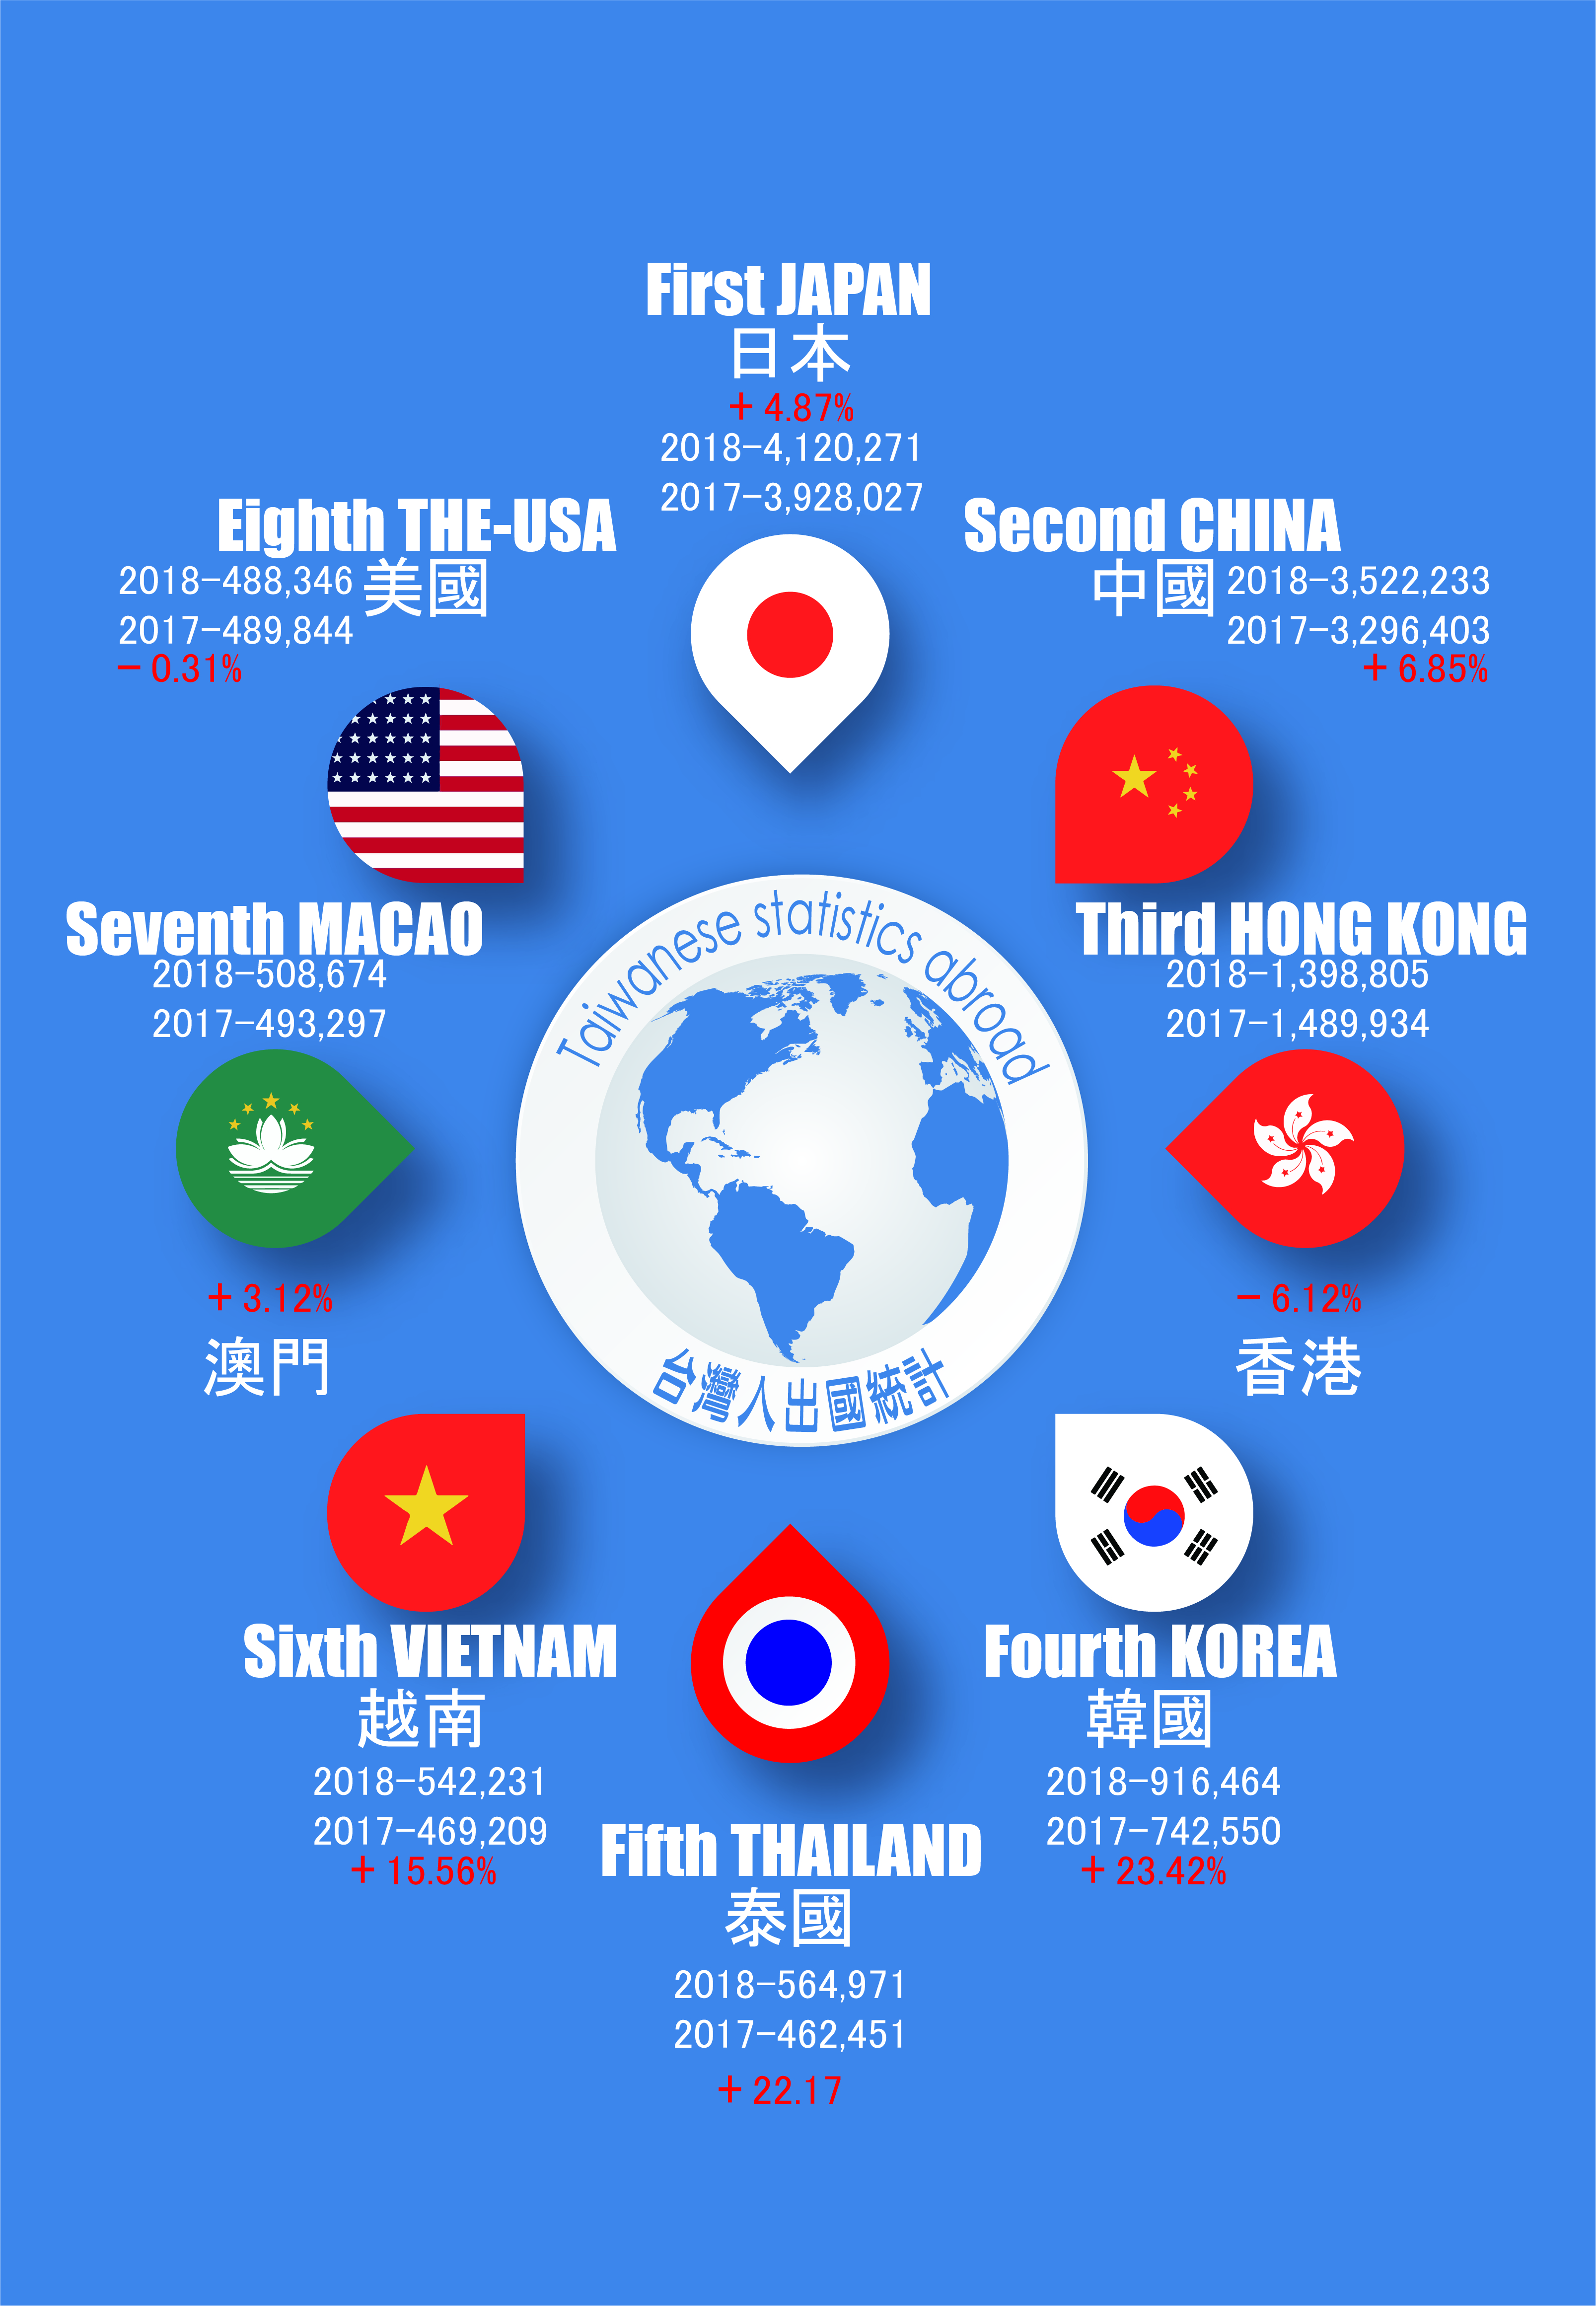 First JAPAN
日本
+ 4.87%
2018-4,120,271
2017-3,928,027
Second CHINA
中國
2018-3,522,233
2017-3,296,403
+ 6.85%
Third HONG KONG
2018-1,398,805
2017-1,489,934
- 6.12%
香港
Fourth KOREA
韓國
2018-916,464
2017-742,550
+ 23.42%
Fifth THAILAND
泰國
2018-564,971
2017-462,451
+ 22.17
Sixth VIETNAM
越南
2018-542,231
2017-469,209
+ 15.56%
Seventh MACAO
2018-508,674
2017-493,297
+ 3.12%
澳門
Eighth THE-USA
美國
2018-488,346
2017-489,844
- 0.31%
Taiwanese statistics abroad
台灣人出國統計